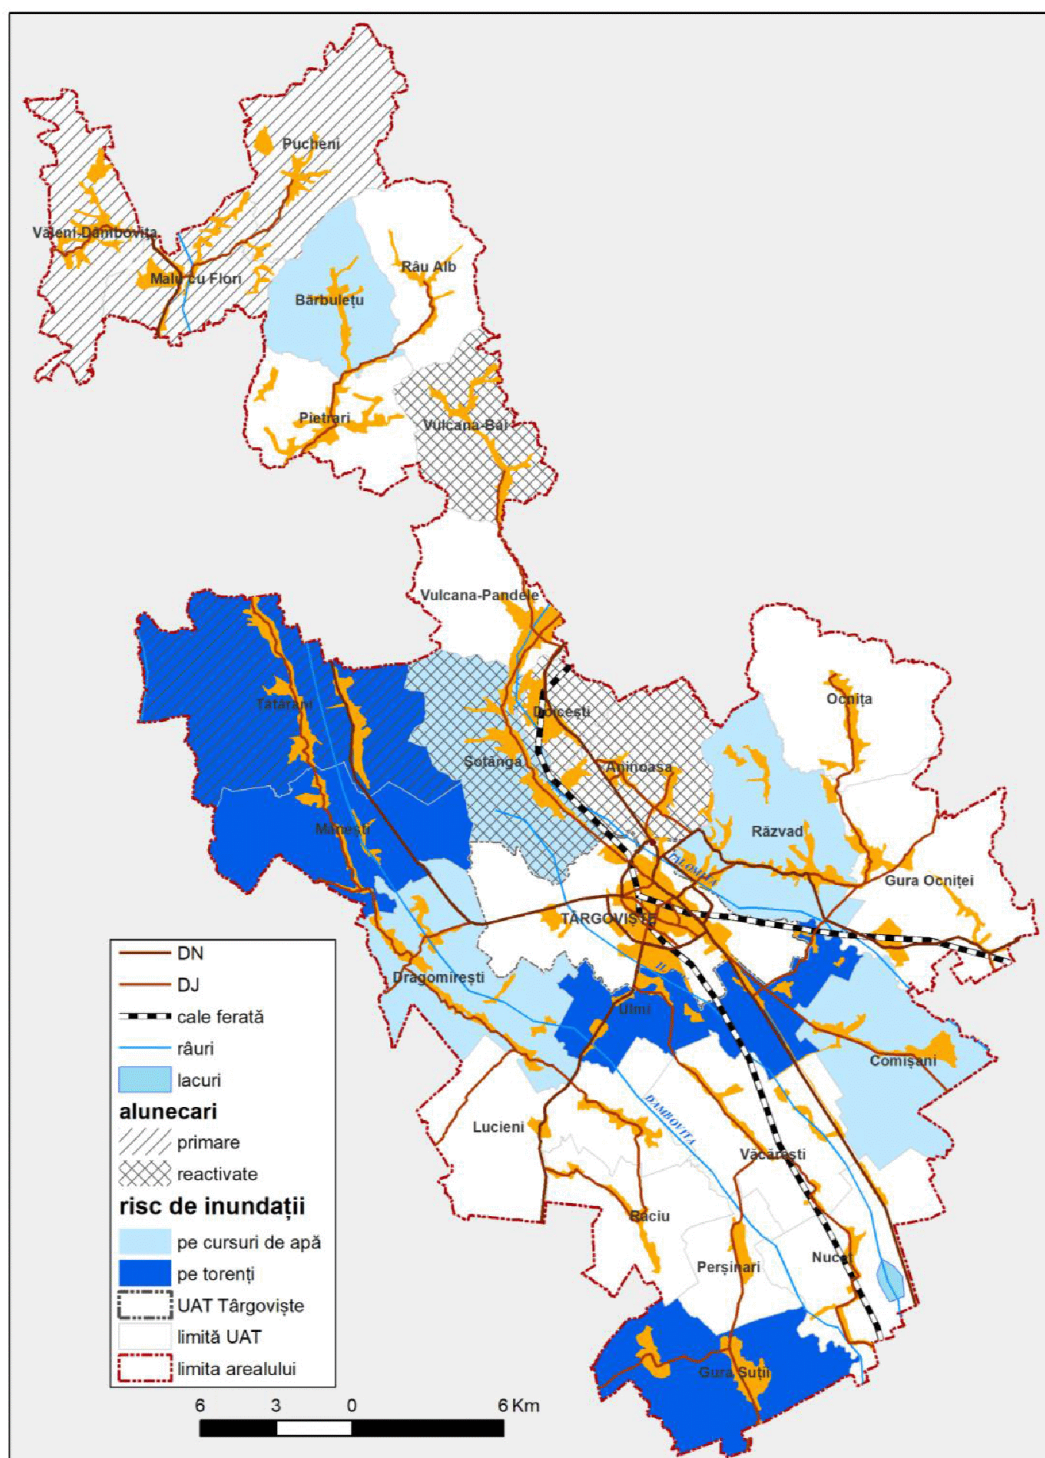 Pucheni
Văleni-Dâmbovița
Malu cu Flori
Râu Alb
Bărbulețu
Pietrari
Vulcana-Băi
Vulcana-Pandele
Ocnița
Tătărani
Doicești
Șotânga
Aninoasa
Mănești
Răzvad
IALOMIȚA
Gura Ocniței
TÂRGOVIȘTE
Dragomirești
Ulmi
Comișani
DÂMBOVIȚA
Lucieni
Văcărești
Raciu
Perșinari
Nucet
Gura Șuții
DN
DJ
cale ferată
râuri
lacuri
alunecari
primare
reactivate
risc de inundații
pe cursuri de apă
pe torenți
UAT Târgoviște
limită UAT
limita arealului
6 3 0 6 Km